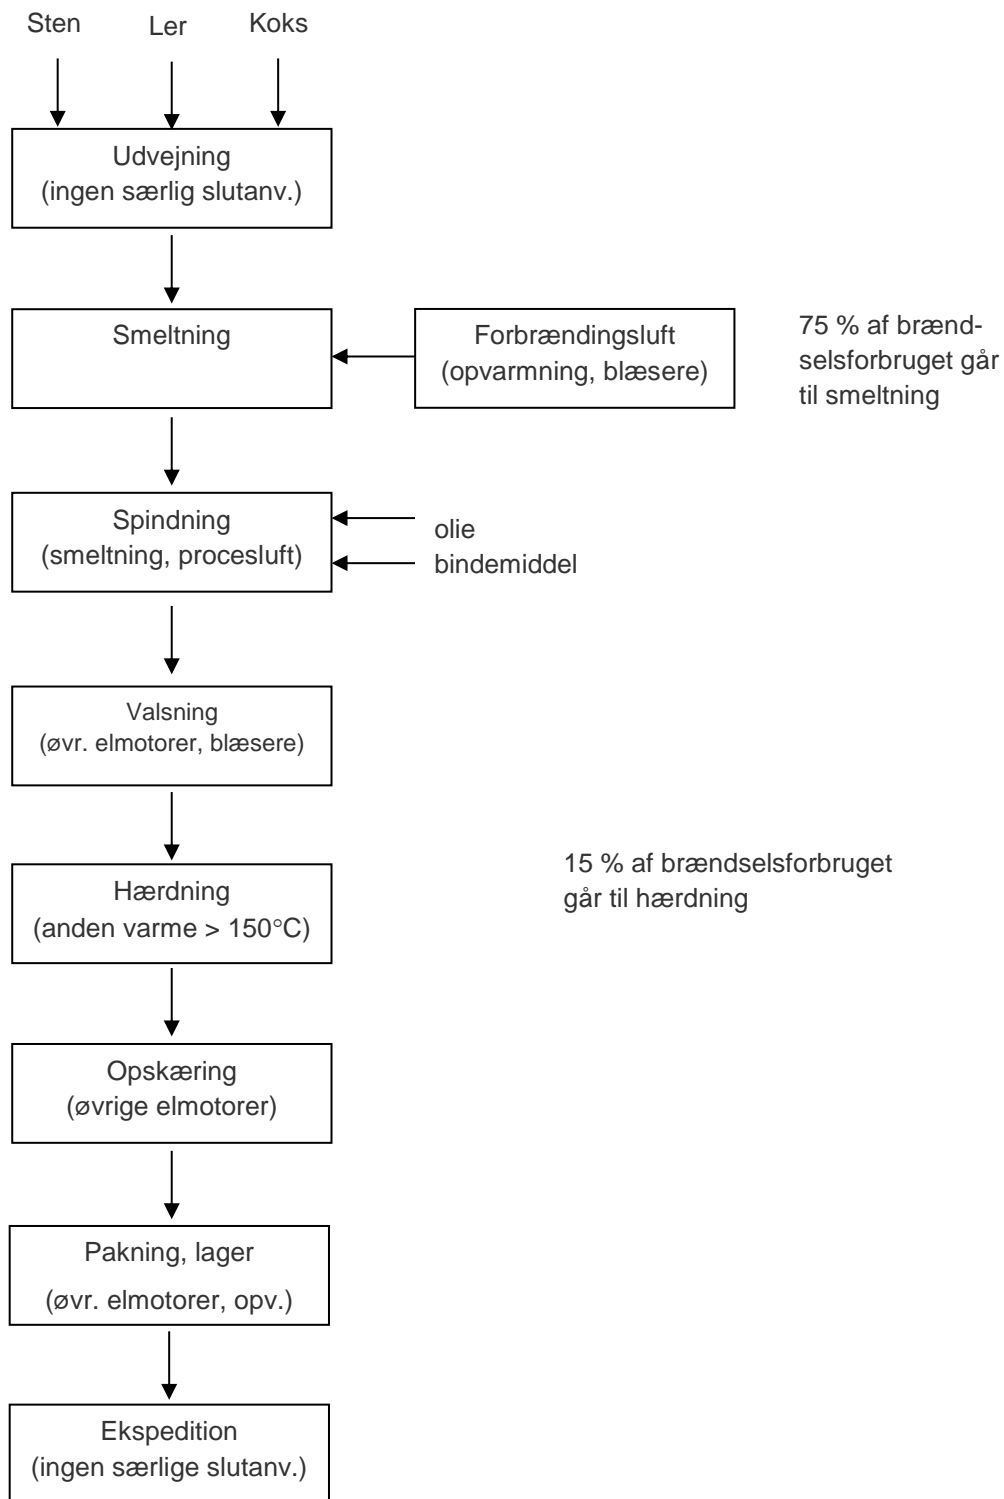 Sten
Ler
Koks
Udvejning
(ingen særlig slutanv.)
Smeltning
Forbrændingsluft
(opvarmning, blæsere)
75 % af brænd-
selsforbruget går
til smeltning
Spindning
(smeltning, procesluft)
olie
bindemiddel
Valsning
(øvr. elmotorer, blæsere)
Hærdning
(anden varme > 150°C)
15 % af brændselsforbruget
går til hærdning
Opskæring
(øvrige elmotorer)
Pakning, lager
(øvr. elmotorer, opv.)
Ekspedition
(ingen særlige slutanv.)